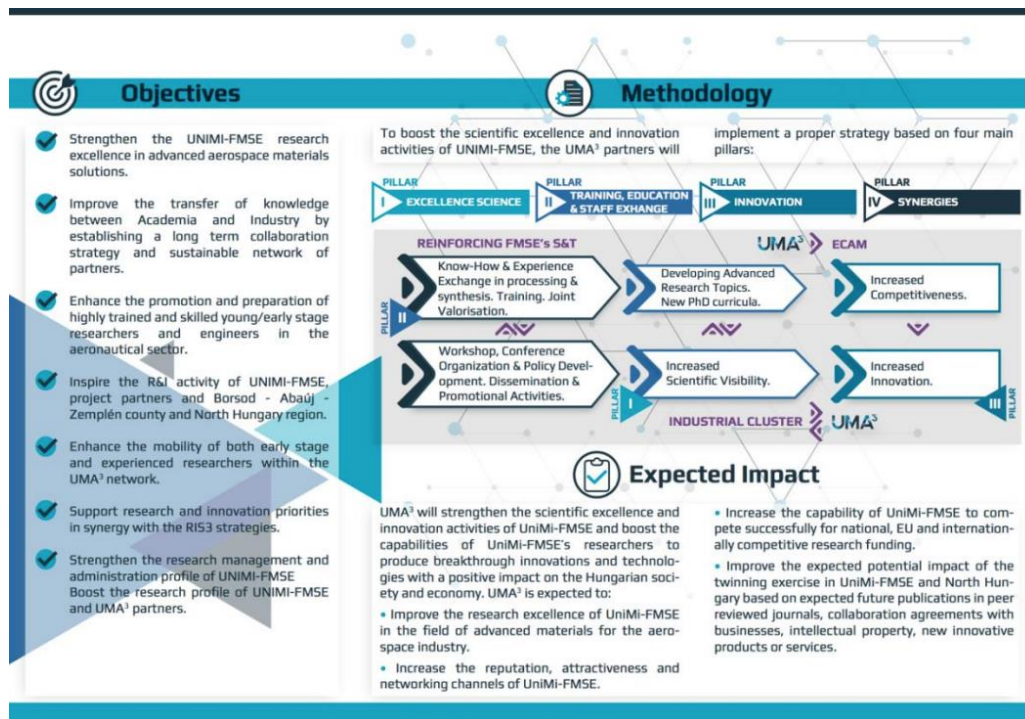 Objectives
Strengthen the UNIMI-FMSE research
excellence in advanced aerospace materials
solutions.
Improve the transfer of knowledge
between Academia and Industry by
establishing a long term collaboration
strategy and sustainable network of
partners.
Enhance the promotion and preparation of
highly trained and skilled young/early stage
researchers and engineers in the
aeronautical sector.
Inspire the R&I activity of UNIMI-FMSE,
project partners and Borsod - Abaúj -
Zemplén county and North Hungary region.
Enhance the mobility of both early stage
and experienced researchers within the
UMA³ network.
Support research and innovation priorities
in synergy with the RIS3 strategies.
Strengthen the research management and
administration profile of UNIMI-FMSE
Boost the research profile of UNIMI-FMSE
and UMA³ partners.
Methodology
To boost the scientific excellence and innovation
activities of UNIMI-FMSE, the UMA³ partners will
implement a proper strategy based on four main
pillars:
PILLAR
I EXCELLENCE SCIENCE
PILLAR
II TRAINING, EDUCATION
& STAFF EXHANGE
PILLAR
III INNOVATION
PILLAR
IV SYNERGIES
REINFORCING FMSE's S&T
UMA³ ECAM
Know-How & Experience
Exchange in processing &
synthesis. Training. Joint
Valorisation.
PILLAR II
Developing Advanced
Research Topics.
New PhD curricula.
Increased
Competitiveness.
Workshop, Conference
Organization & Policy Devel-
opment. Dissemination &
Promotional Activities.
Increased
Scientific Visibility.
PILLAR I
Increased
Innovation.
III PILLAR
INDUSTRIAL CLUSTER UMA³
Expected Impact
UMA³ will strengthen the scientific excellence and
innovation activities of UniMi-FMSE and boost the
capabilities of UniMi-FMSE's researchers to
produce breakthrough innovations and technolo-
gies with a positive impact on the Hungarian soci-
ety and economy. UMA³ is expected to:
• Improve the research excellence of UniMi-FMSE
in the field of advanced materials for the aero-
space industry.
• Increase the reputation, attractiveness and
networking channels of UniMi-FMSE.
• Increase the capability of UniMi-FMSE to com-
pete successfully for national, EU and internation-
ally competitive research funding.
• Improve the expected potential impact of the
twinning exercise in UniMi-FMSE and North Hun-
gary based on expected future publications in peer
reviewed journals, collaboration agreements with
businesses, intellectual property, new innovative
products or services.